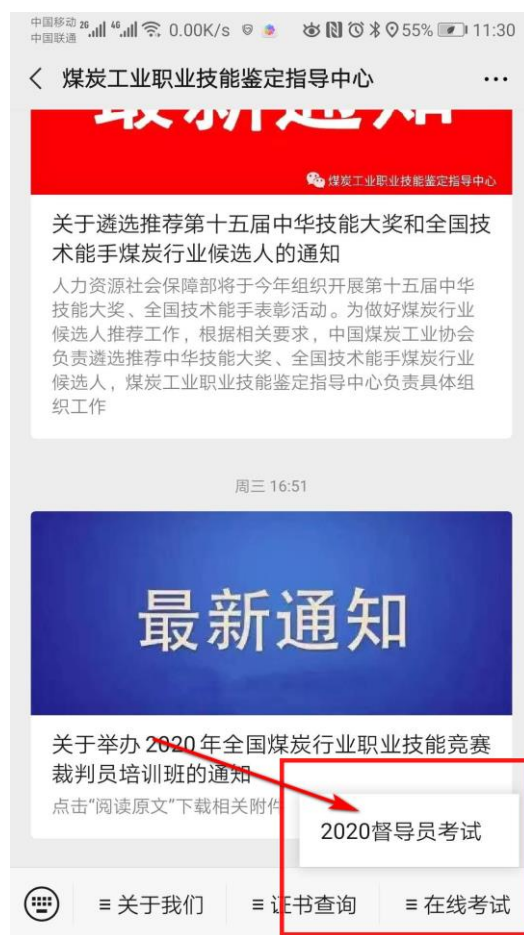 中国移动 2G 4G 0.00K/s 55% 11:30
中国联通
煤炭工业职业技能鉴定指导中心
最新通知
煤炭工业职业技能鉴定指导中心
关于遴选推荐第十五届中华技能大奖和全国技
术能手煤炭行业候选人的通知
人力资源社会保障部将于今年组织开展第十五届中华
技能大奖、全国技术能手表彰活动。为做好煤炭行业
候选人推荐工作，根据相关要求，中国煤炭工业协会
负责遴选推荐中华技能大奖、全国技术能手煤炭行业
候选人，煤炭工业职业技能鉴定指导中心负责具体组
织工作
周三 16:51
最新通知
关于举办 2020 年全国煤炭行业职业技能竞赛
裁判员培训班的通知
点击“阅读原文”下载相关附件
2020督导员考试
≡ 关于我们 ≡ 证书查询 ≡ 在线考试